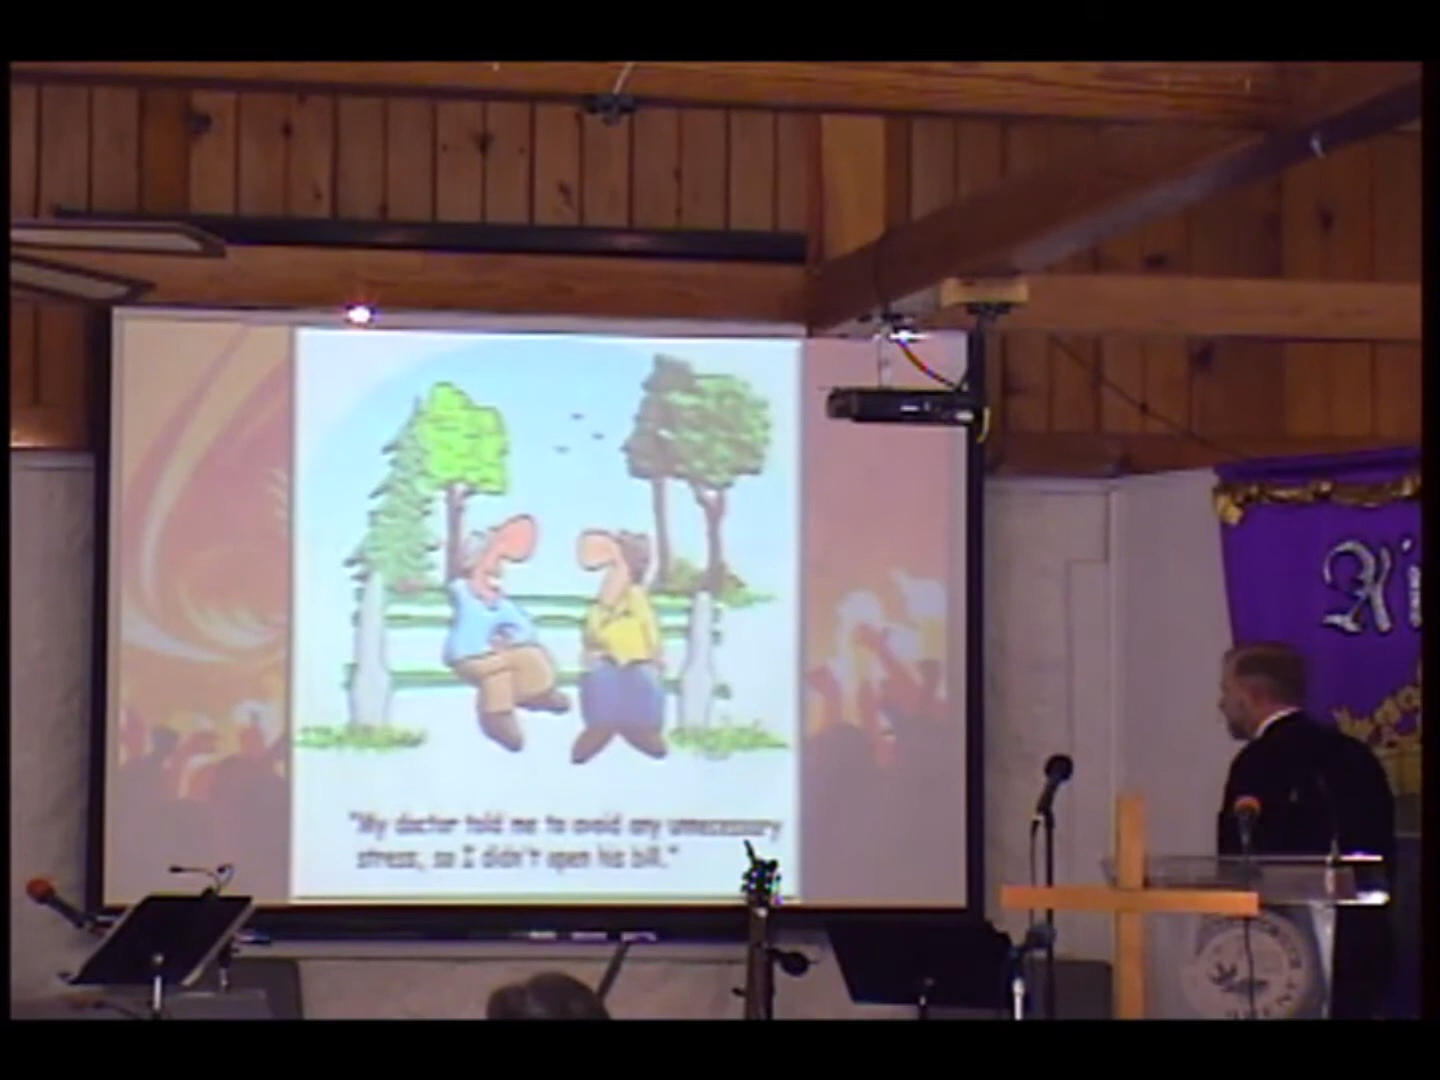 "My doctor told me to avoid any unnecessary
stress, so I didn't open his bill."